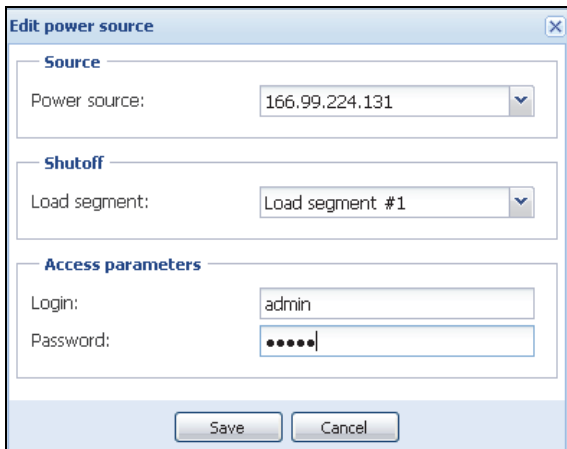 Edit power source
Source
Power source: 166.99.224.131
Shutoff
Load segment: Load segment #1
Access parameters
Login: admin
Password: •••••
Save Cancel